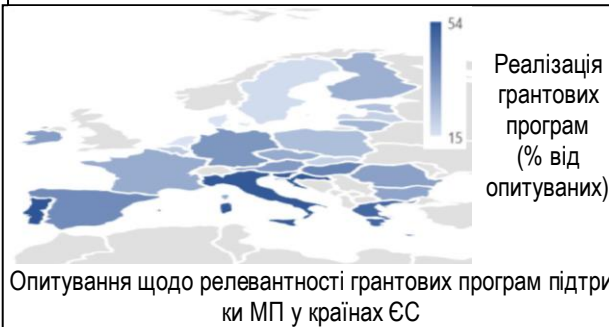 54
15
Реалізація
грантових
програм
(% від
опитуваних)
Опитування щодо релевантності грантових програм підтри
ки МП у країнах ЄС